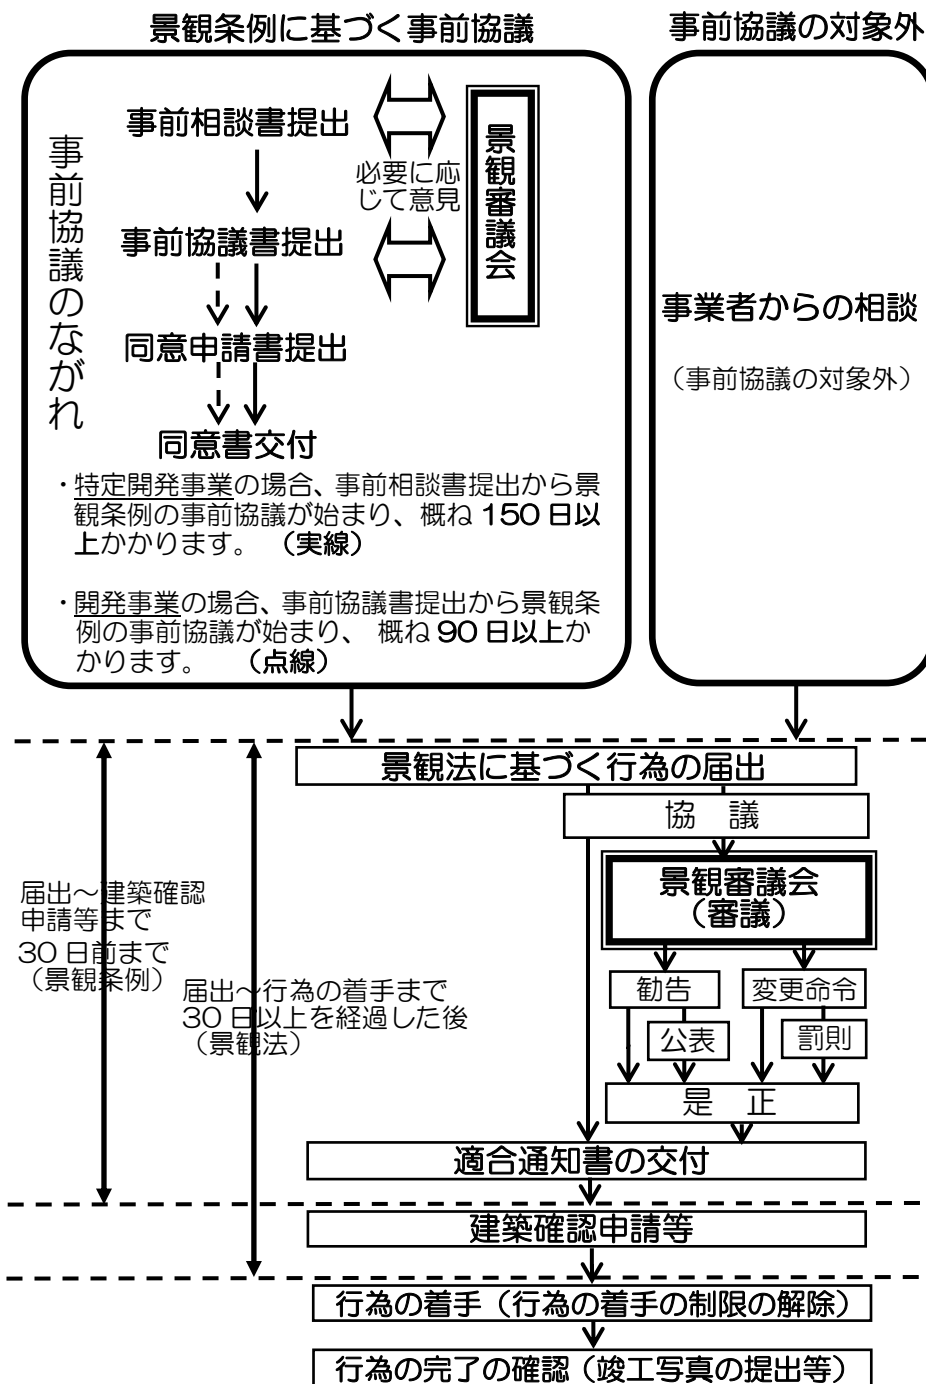 景観条例に基づく事前協議
事前協議の対象外
事前協議のながれ
事前相談書提出
必要に応
じて意見
景観審議会
事前協議書提出
同意申請書提出
同意書交付
・特定開発事業の場合、事前相談書提出から景
観条例の事前協議が始まり、概ね 150 日以
上かかります。 （実線）
・開発事業の場合、事前協議書提出から景観条
例の事前協議が始まり、 概ね 90 日以上か
かります。 （点線）
事業者からの相談
（事前協議の対象外）
景観法に基づく行為の届出
協 議
景観審議会
（審議）
届出～建築確認
申請等まで
30 日前まで
（景観条例）
届出～行為の着手まで
30 日以上を経過した後
（景観法）
勧告
変更命令
公表
罰則
是 正
適合通知書の交付
建築確認申請等
行為の着手（行為の着手の制限の解除）
行為の完了の確認（竣工写真の提出等）